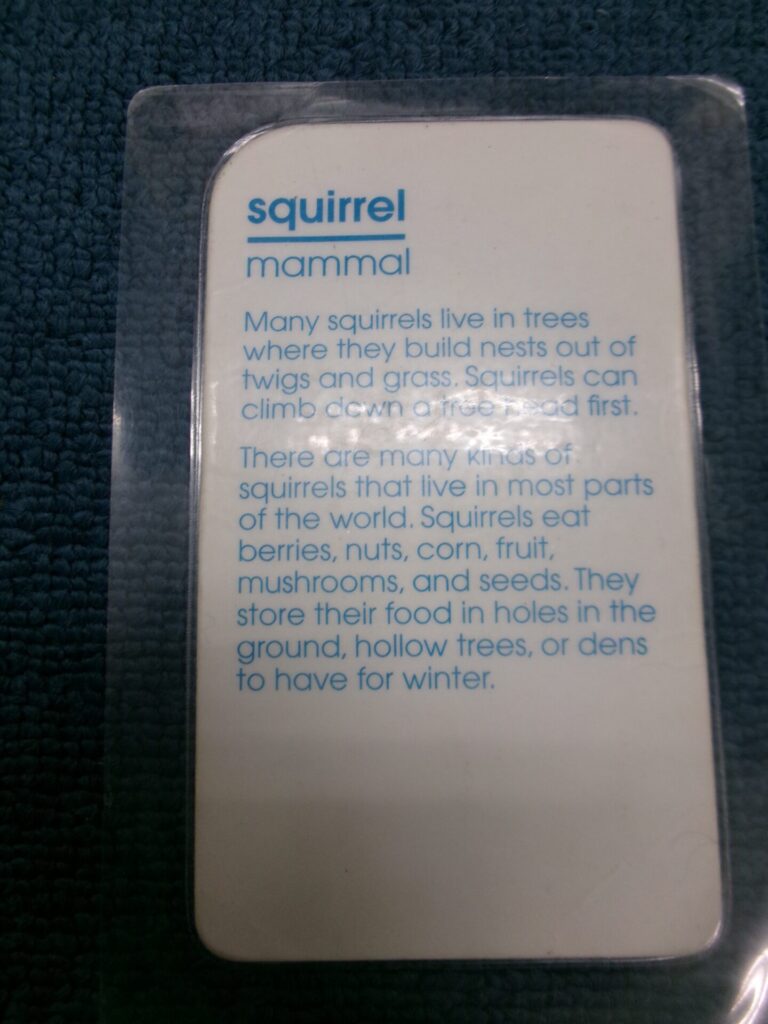 squirrel
mammal
Many squirrels live in trees
where they build nests out of
twigs and grass. Squirrels can
climb down a tree head first.
There are many kinds of
squirrels that live in most parts
of the world. Squirrels eat
berries, nuts, corn, fruit,
mushrooms, and seeds. They
store their food in holes in the
ground, hollow trees, or dens
to have for winter.